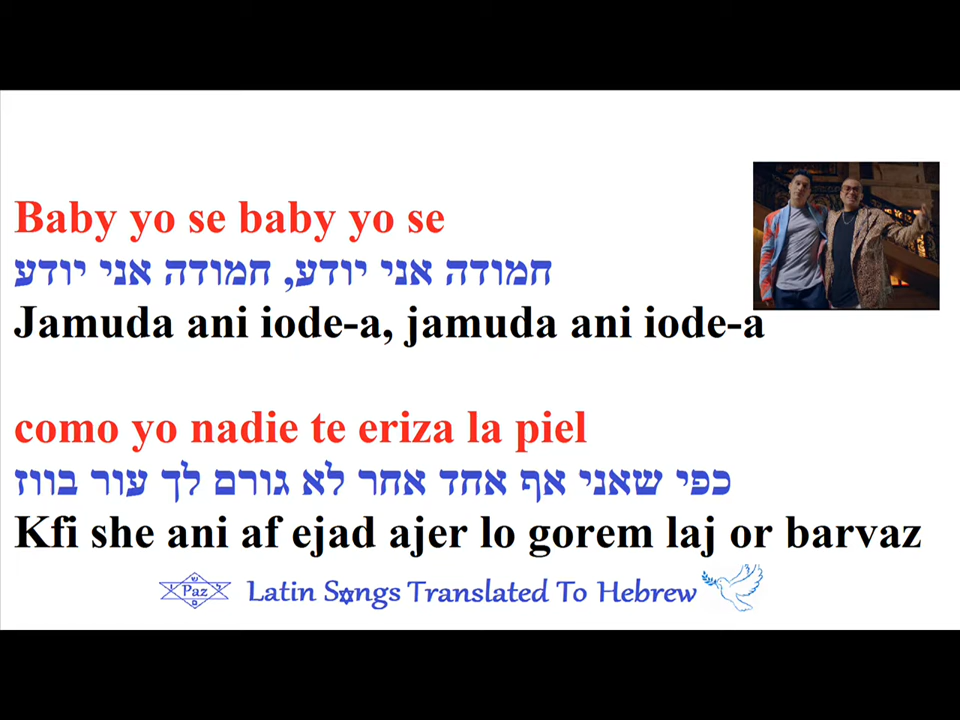 Baby yo se baby yo se
חמודה אני יודע, חמודה אני יודע
Jamuda ani iode-a, jamuda ani iode-a
como yo nadie te eriza la piel
כפי שאני אף אחד אחר לא גורם לך עור בווז
Kfi she ani af ejad ajer lo gorem laj or barvaz
Paz Latin Songs Translated To Hebrew